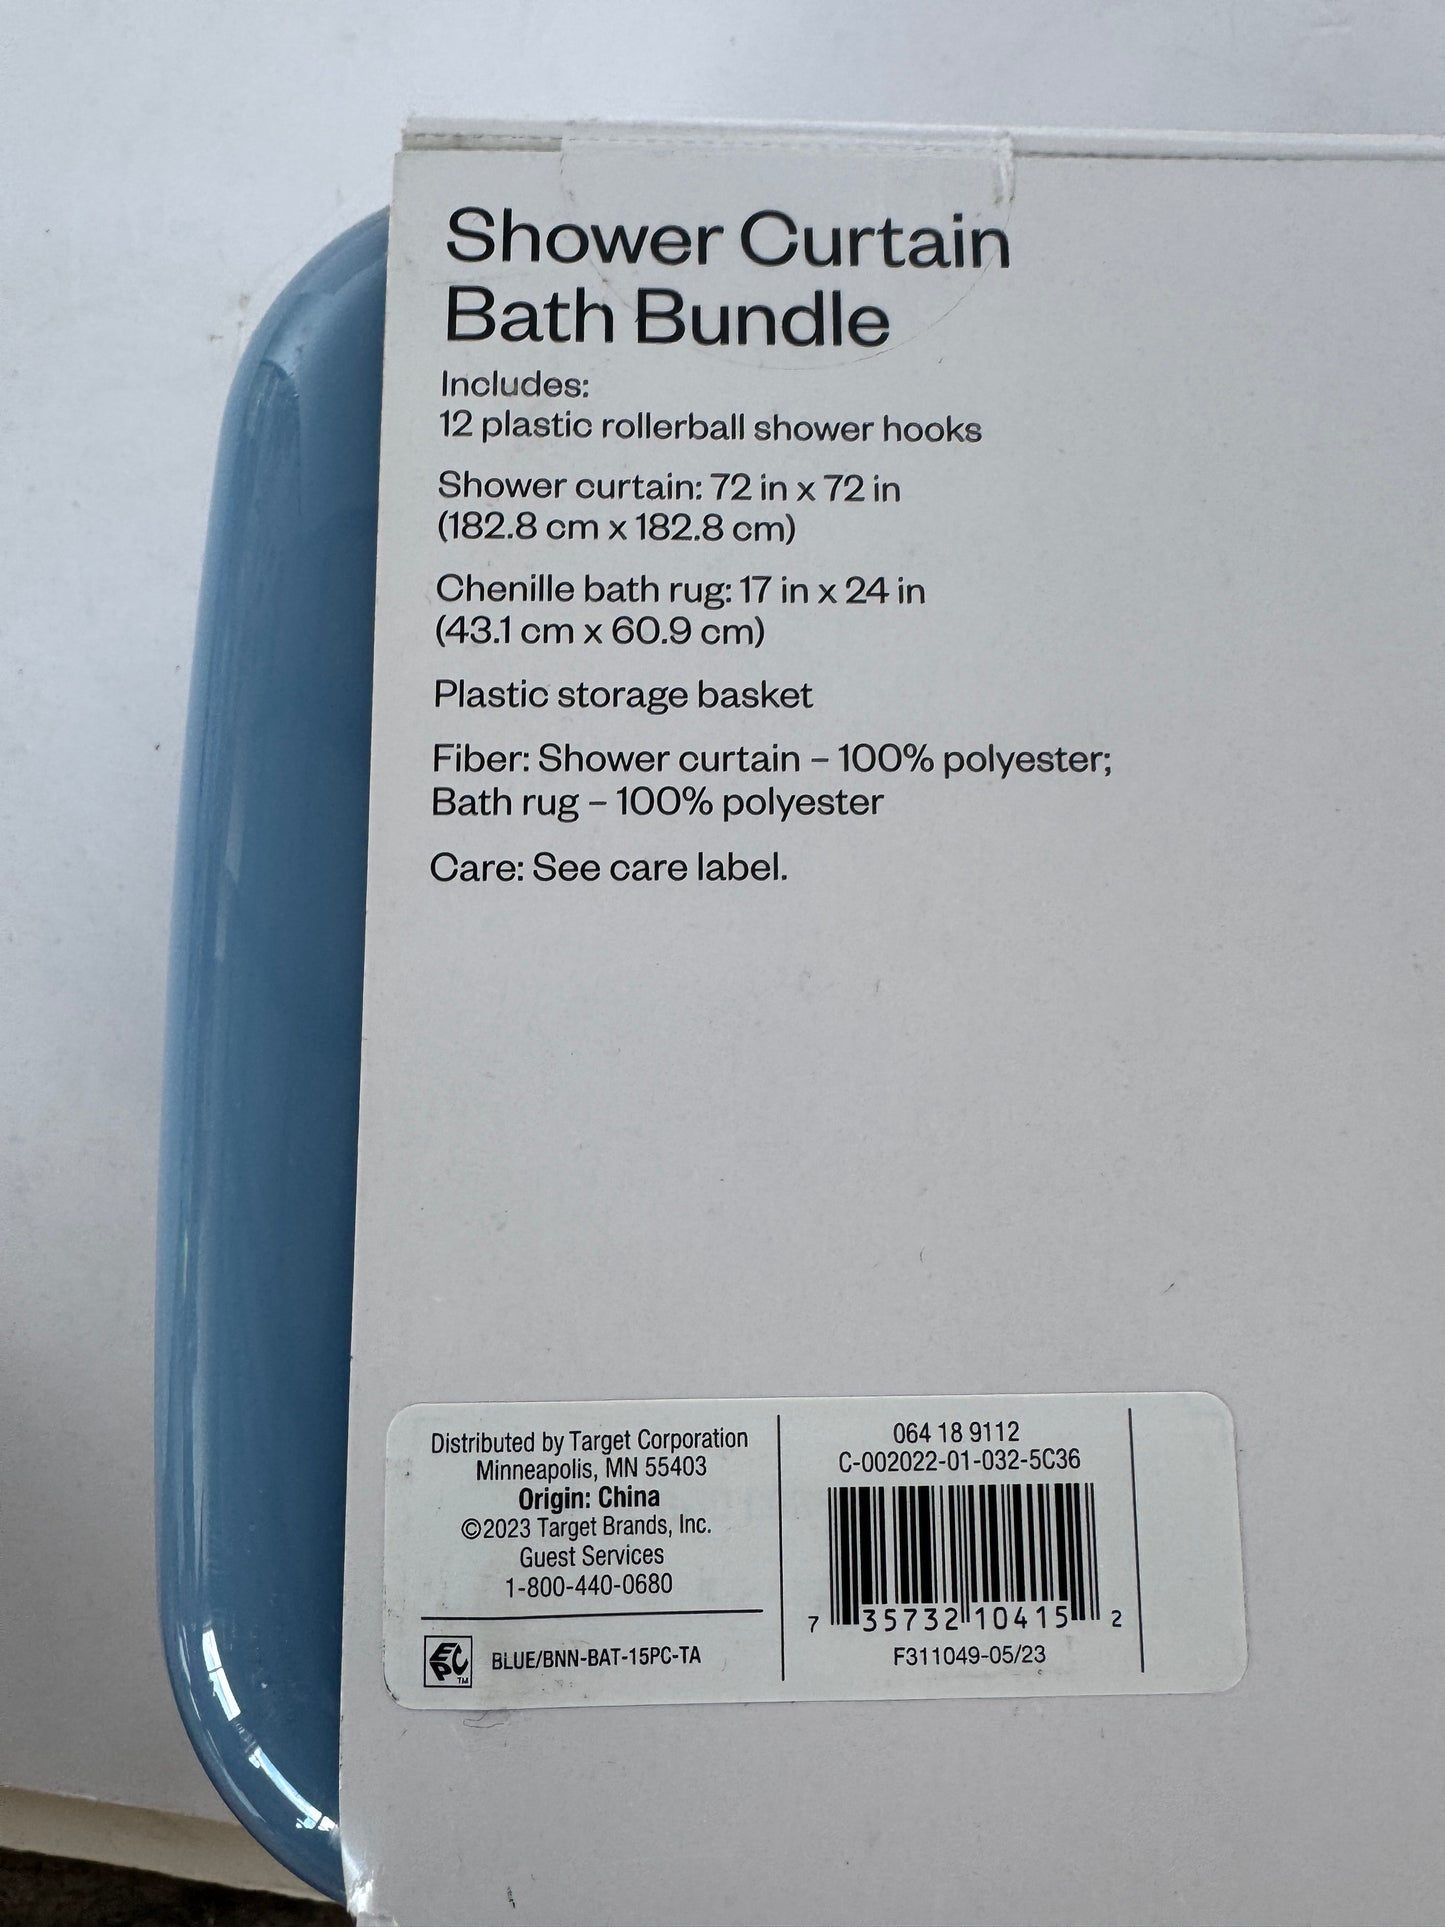 Shower Curtain
Bath Bundle
Includes:
12 plastic rollerball shower hooks
Shower curtain: 72 in x 72 in
(182.8 cm x 182.8 cm)
Chenille bath rug: 17 in x 24 in
(43.1 cm x 60.9 cm)
Plastic storage basket
Fiber: Shower curtain – 100% polyester;
Bath rug – 100% polyester
Care: See care label.
Distributed by Target Corporation
Minneapolis, MN 55403
Origin: China
©2023 Target Brands, Inc.
Guest Services
1-800-440-0680
EPC TM
BLUE/BNN-BAT-15PC-TA
064 18 9112
C-002022-01-032-5C36
7 35732 10415 2
F311049-05/23